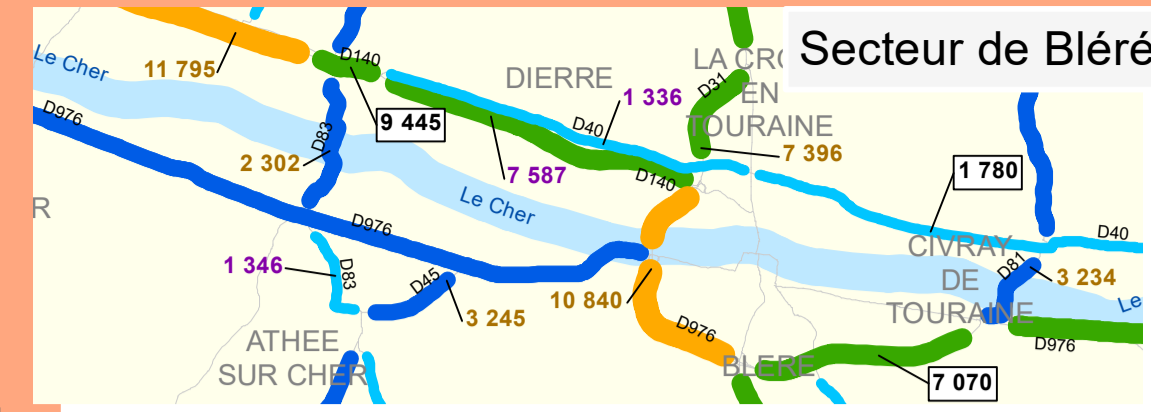 Secteur de Bléré
Le Cher
11 795
D140
DIERRE
LA CRO
EN
TOURAINE
D31
1 336
D976
D83
9 445
D40
2 302
7 587
7 396
D140
1 780
R
Le Cher
D976
D40
CIVRAY
DE
TOURAINE
1 346
D83
D45
D81
3 234
10 840
3 245
Le
D976
D976
ATHEE
SUR CHER
BLERE
7 070